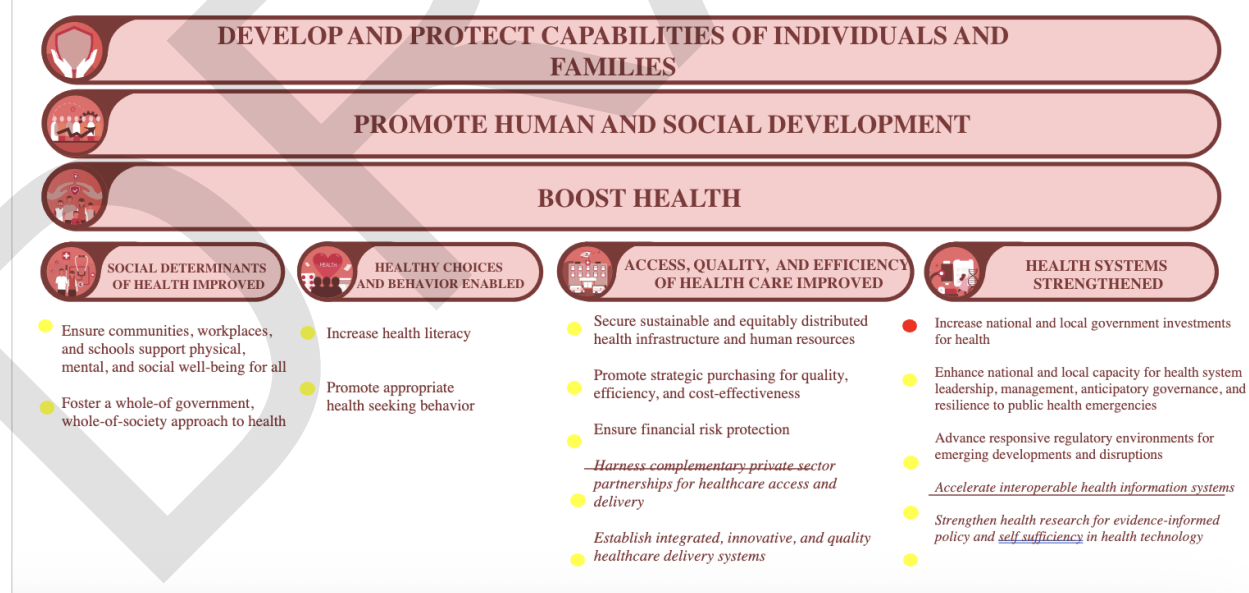 DEVELOP AND PROTECT CAPABILITIES OF INDIVIDUALS AND
FAMILIES
PROMOTE HUMAN AND SOCIAL DEVELOPMENT
BOOST HEALTH
SOCIAL DETERMINANTS
OF HEALTH IMPROVED
Ensure communities, workplaces,
and schools support physical,
mental, and social well-being for all
Foster a whole-of government,
whole-of-society approach to health
HEALTH
HEALTHY CHOICES
AND BEHAVIOR ENABLED
Increase health literacy
Promote appropriate
health seeking behavior
ACCESS, QUALITY, AND EFFICIENCY
OF HEALTH CARE IMPROVED
Secure sustainable and equitably distributed
health infrastructure and human resources
Promote strategic purchasing for quality,
efficiency, and cost-effectiveness
Ensure financial risk protection
Harness complementary private sector
partnerships for healthcare access and
delivery
Establish integrated, innovative, and quality
healthcare delivery systems
HEALTH SYSTEMS
STRENGTHENED
Increase national and local government investments
for health
Enhance national and local capacity for health system
leadership, management, anticipatory governance, and
resilience to public health emergencies
Advance responsive regulatory environments for
emerging developments and disruptions
Accelerate interoperable health information systems
Strengthen health research for evidence-informed
policy and self sufficiency in health technology